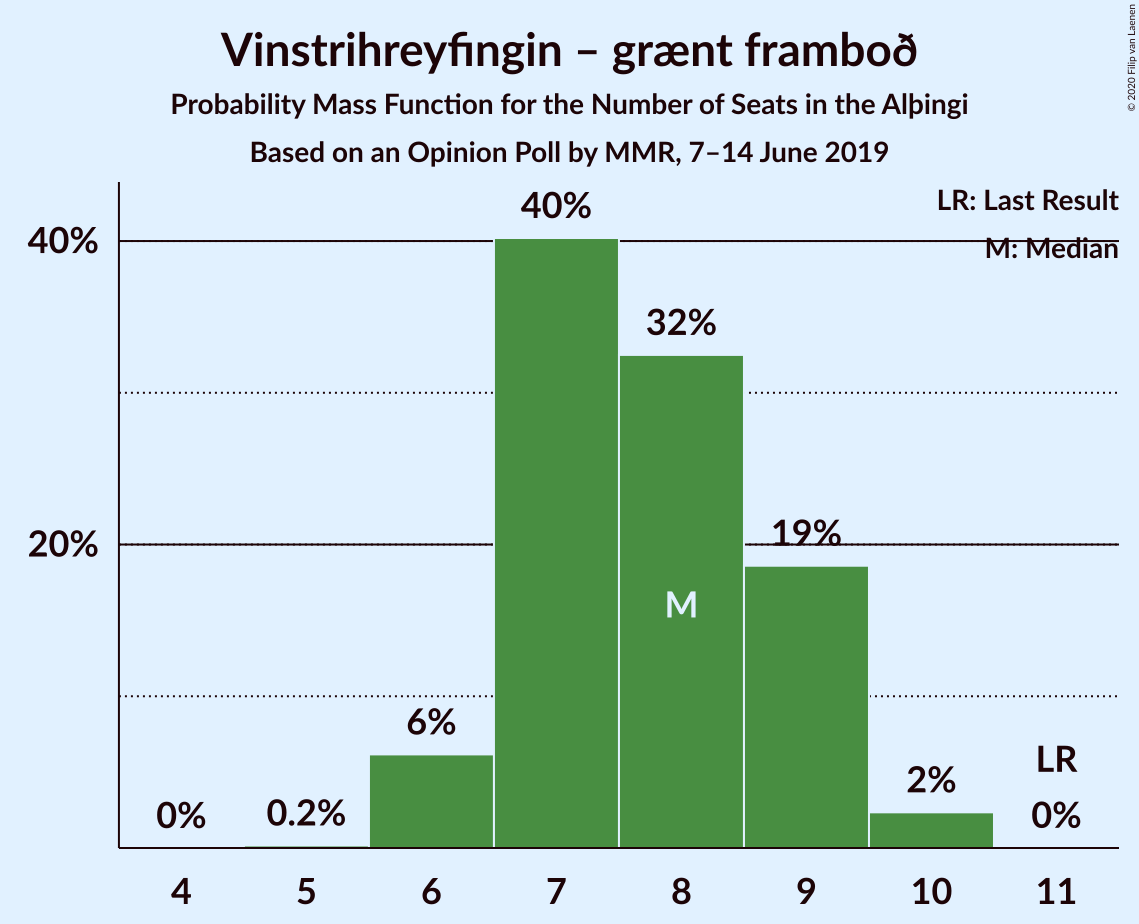 Vinstrihreyfingin – grænt framboð
Probability Mass Function for the Number of Seats in the Alþingi
Based on an Opinion Poll by MMR, 7–14 June 2019
© 2020 Filip van Laenen
LR: Last Result
M: Median
40%
20%
0%
0.2%
6%
40%
32%
19%
2%
0%
M
LR
4
5
6
7
8
9
10
11